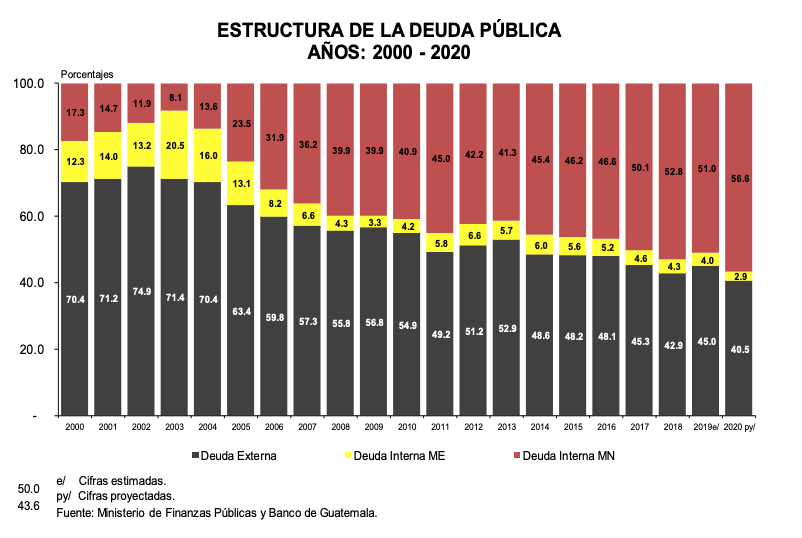 ESTRUCTURA DE LA DEUDA PÚBLICA
AÑOS: 2000 - 2020
Porcentajes
100.0
80.0
60.0
40.0
20.0
-
17.3 14.7 11.9 8.1 13.6 23.5 31.9 36.2 39.9 39.9 40.9 45.0 42.2 41.3 45.4 46.2 46.6 50.1 52.8 51.0 56.6
12.3 14.0 13.2 20.5 16.0 13.1 8.2 6.6 4.3 3.3 4.2 5.8 6.6 5.7 6.0 5.6 5.2 4.6 4.3 4.0 2.9
70.4 71.2 74.9 71.4 70.4 63.4 59.8 57.3 55.8 56.8 54.9 49.2 51.2 52.9 48.6 48.2 48.1 45.3 42.9 45.0 40.5
2000 2001 2002 2003 2004 2005 2006 2007 2008 2009 2010 2011 2012 2013 2014 2015 2016 2017 2018 2019e/ 2020 py/
Deuda Externa Deuda Interna ME Deuda Interna MN
e/ Cifras estimadas.
50.0
py/ Cifras proyectadas.
43.6
Fuente: Ministerio de Finanzas Públicas y Banco de Guatemala.